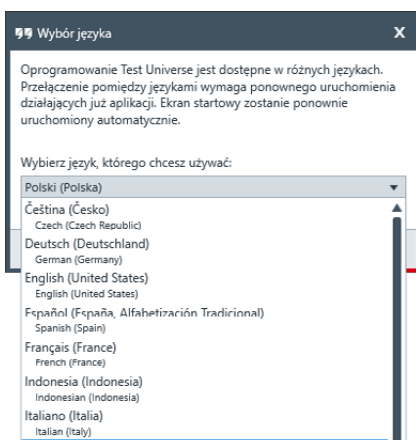 Wybór języka
X
Oprogramowanie Test Universe jest dostępne w różnych językach.
Przełączenie pomiędzy językami wymaga ponownego uruchomienia
działających już aplikacji. Ekran startowy zostanie ponownie
uruchomiony automatycznie.
Wybierz język, którego chcesz używać:
Polski (Polska)
Čeština (Česko)
Czech (Czech Republic)
Deutsch (Deutschland)
German (Germany)
English (United States)
English (United States)
Español (España, Alfabetización Tradicional)
Spanish (Spain)
Français (France)
French (France)
Indonesia (Indonesia)
Indonesian (Indonesia)
Italiano (Italia)
Italian (Italy)